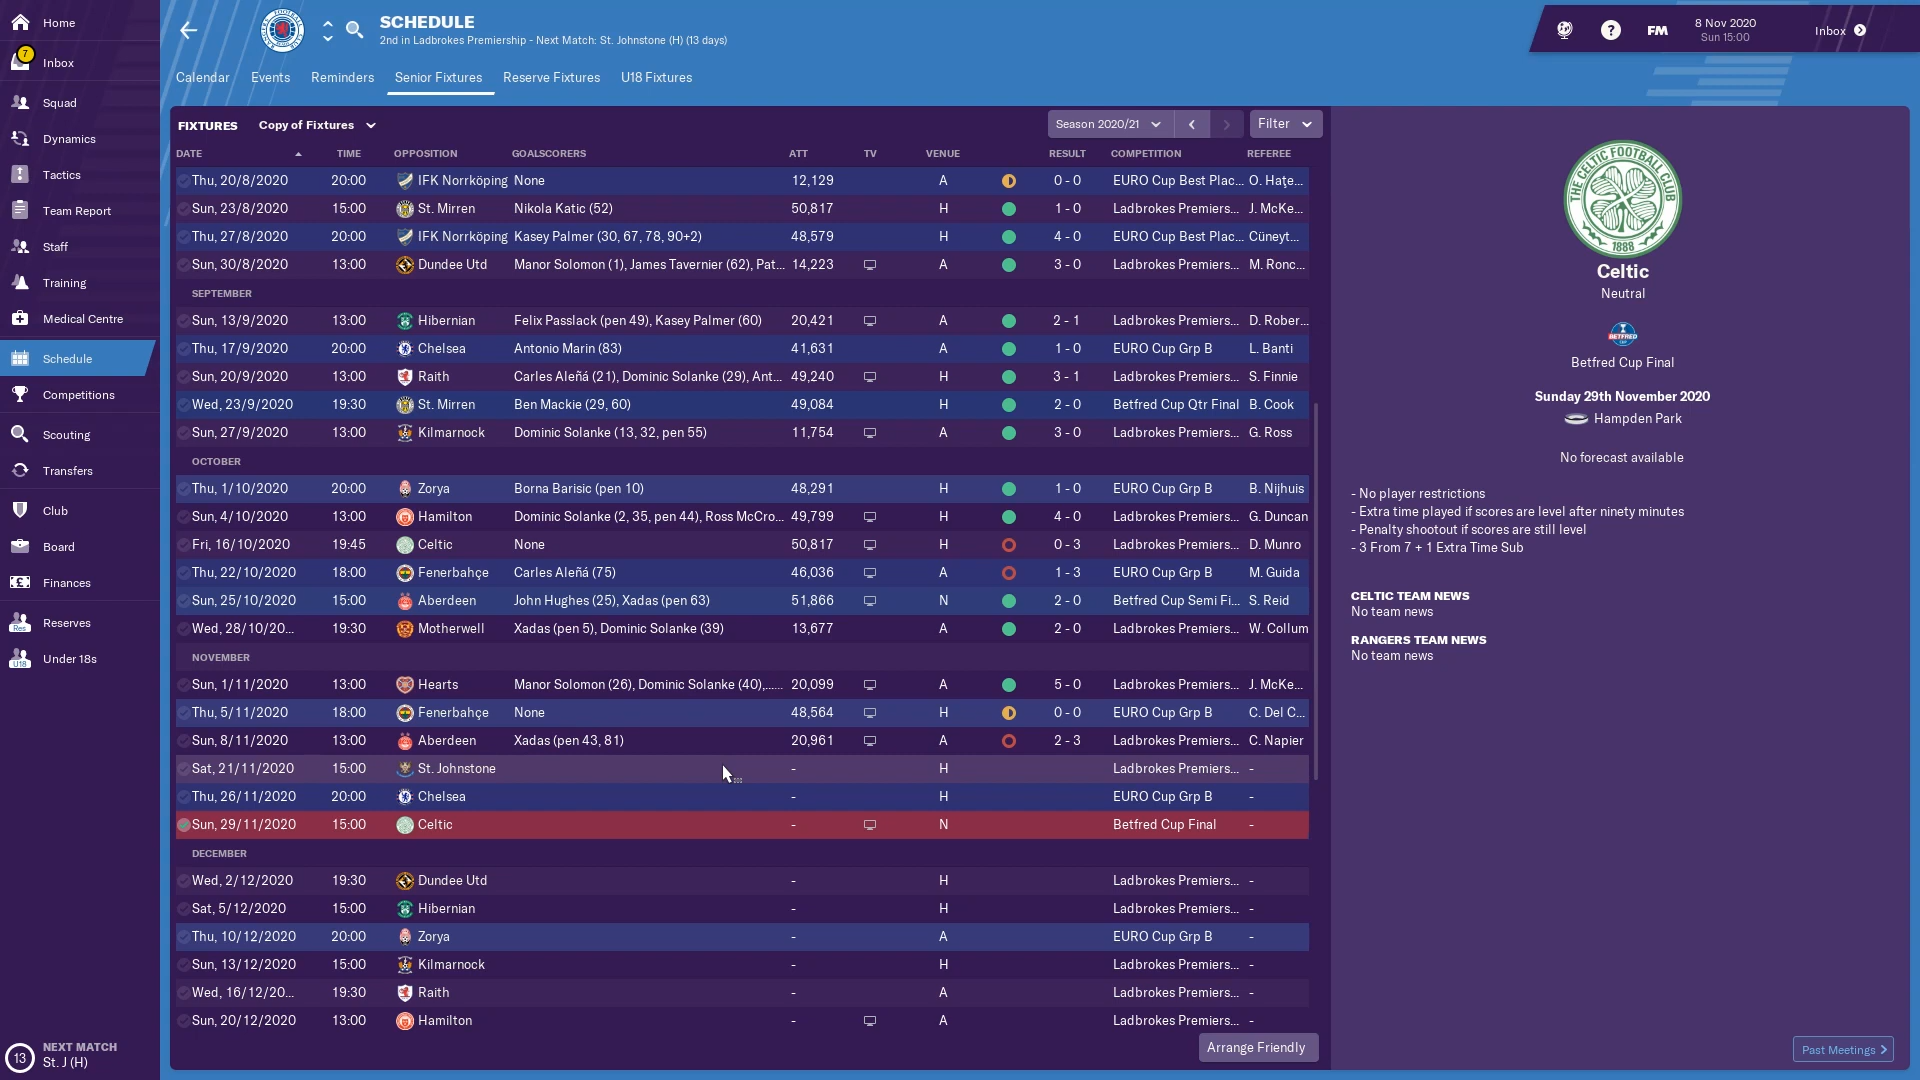 Home
7
Inbox
Squad
Dynamics
Tactics
Team Report
Staff
Training
Medical Centre
Schedule
Competitions
Scouting
Transfers
Club
Board
Finances
Res
Reserves
U18
Under 18s
13
NEXT MATCH
St. J (H)
SCHEDULE
2nd in Ladbrokes Premiership - Next Match: St. Johnstone (H) (13 days)
FM
8 Nov 2020
Sun 15:00
Inbox
Calendar Events Reminders Senior Fixtures Reserve Fixtures U18 Fixtures
FIXTURES Copy of Fixtures Season 2020/21 Filter
DATE TIME OPPOSITION GOALSCORERS ATT TV VENUE RESULT COMPETITION REFEREE
Thu, 20/8/2020 20:00 IFK Norrköping None 12,129 A 0 - 0 EURO Cup Best Plac... O. Haţe...
Sun, 23/8/2020 15:00 St. Mirren Nikola Katic (52) 50,817 H 1 - 0 Ladbrokes Premiers... J. McKe...
Thu, 27/8/2020 20:00 IFK Norrköping Kasey Palmer (30, 67, 78, 90+2) 48,579 H 4 - 0 EURO Cup Best Plac... Cüneyt...
Sun, 30/8/2020 13:00 Dundee Utd Manor Solomon (1), James Tavernier (62), Pat... 14,223 A 3 - 0 Ladbrokes Premiers... M. Ronc...
SEPTEMBER
Sun, 13/9/2020 13:00 Hibernian Felix Passlack (pen 49), Kasey Palmer (60) 20,421 A 2 - 1 Ladbrokes Premiers... D. Rober...
Thu, 17/9/2020 20:00 Chelsea Antonio Marin (83) 41,631 A 1 - 0 EURO Cup Grp B L. Banti
Sun, 20/9/2020 13:00 Raith Carles Aleñá (21), Dominic Solanke (29), Ant... 49,240 H 3 - 1 Ladbrokes Premiers... S. Finnie
Wed, 23/9/2020 19:30 St. Mirren Ben Mackie (29, 60) 49,084 H 2 - 0 Betfred Cup Qtr Final B. Cook
Sun, 27/9/2020 13:00 Kilmarnock Dominic Solanke (13, 32, pen 55) 11,754 A 3 - 0 Ladbrokes Premiers... G. Ross
OCTOBER
Thu, 1/10/2020 20:00 Zorya Borna Barisic (pen 10) 48,291 H 1 - 0 EURO Cup Grp B B. Nijhuis
Sun, 4/10/2020 13:00 Hamilton Dominic Solanke (2, 35, pen 44), Ross McCro... 49,799 H 4 - 0 Ladbrokes Premiers... G. Duncan
Fri, 16/10/2020 19:45 Celtic None 50,817 H 0 - 3 Ladbrokes Premiers... D. Munro
Thu, 22/10/2020 18:00 Fenerbahçe Carles Aleñá (75) 46,036 A 1 - 3 EURO Cup Grp B M. Guida
Sun, 25/10/2020 15:00 Aberdeen John Hughes (25), Xadas (pen 63) 51,866 N 2 - 0 Betfred Cup Semi Fi... S. Reid
Wed, 28/10/20... 19:30 Motherwell Xadas (pen 5), Dominic Solanke (39) 13,677 A 2 - 0 Ladbrokes Premiers... W. Collum
NOVEMBER
Sun, 1/11/2020 13:00 Hearts Manor Solomon (26), Dominic Solanke (40),...... 20,099 A 5 - 0 Ladbrokes Premiers... J. McKe...
Thu, 5/11/2020 18:00 Fenerbahçe None 48,564 H 0 - 0 EURO Cup Grp B C. Del C...
Sun, 8/11/2020 13:00 Aberdeen Xadas (pen 43, 81) 20,961 A 2 - 3 Ladbrokes Premiers... C. Napier
Sat, 21/11/2020 15:00 St. Johnstone - H Ladbrokes Premiers... -
Thu, 26/11/2020 20:00 Chelsea - H EURO Cup Grp B -
Sun, 29/11/2020 15:00 Celtic - N Betfred Cup Final -
DECEMBER
Wed, 2/12/2020 19:30 Dundee Utd - H Ladbrokes Premiers... -
Sat, 5/12/2020 15:00 Hibernian - H Ladbrokes Premiers... -
Thu, 10/12/2020 20:00 Zorya - A EURO Cup Grp B -
Sun, 13/12/2020 15:00 Kilmarnock - H Ladbrokes Premiers... -
Wed, 16/12/20... 19:30 Raith - A Ladbrokes Premiers... -
Sun, 20/12/2020 13:00 Hamilton - A Ladbrokes Premiers... -
Arrange Friendly
THE CELTIC FOOTBALL CLUB
1888
Celtic
Neutral
BETFRED
CUP
Betfred Cup Final
Sunday 29th November 2020
Hampden Park
No forecast available
- No player restrictions
- Extra time played if scores are level after ninety minutes
- Penalty shootout if scores are still level
- 3 From 7 + 1 Extra Time Sub
CELTIC TEAM NEWS
No team news
RANGERS TEAM NEWS
No team news
Past Meetings